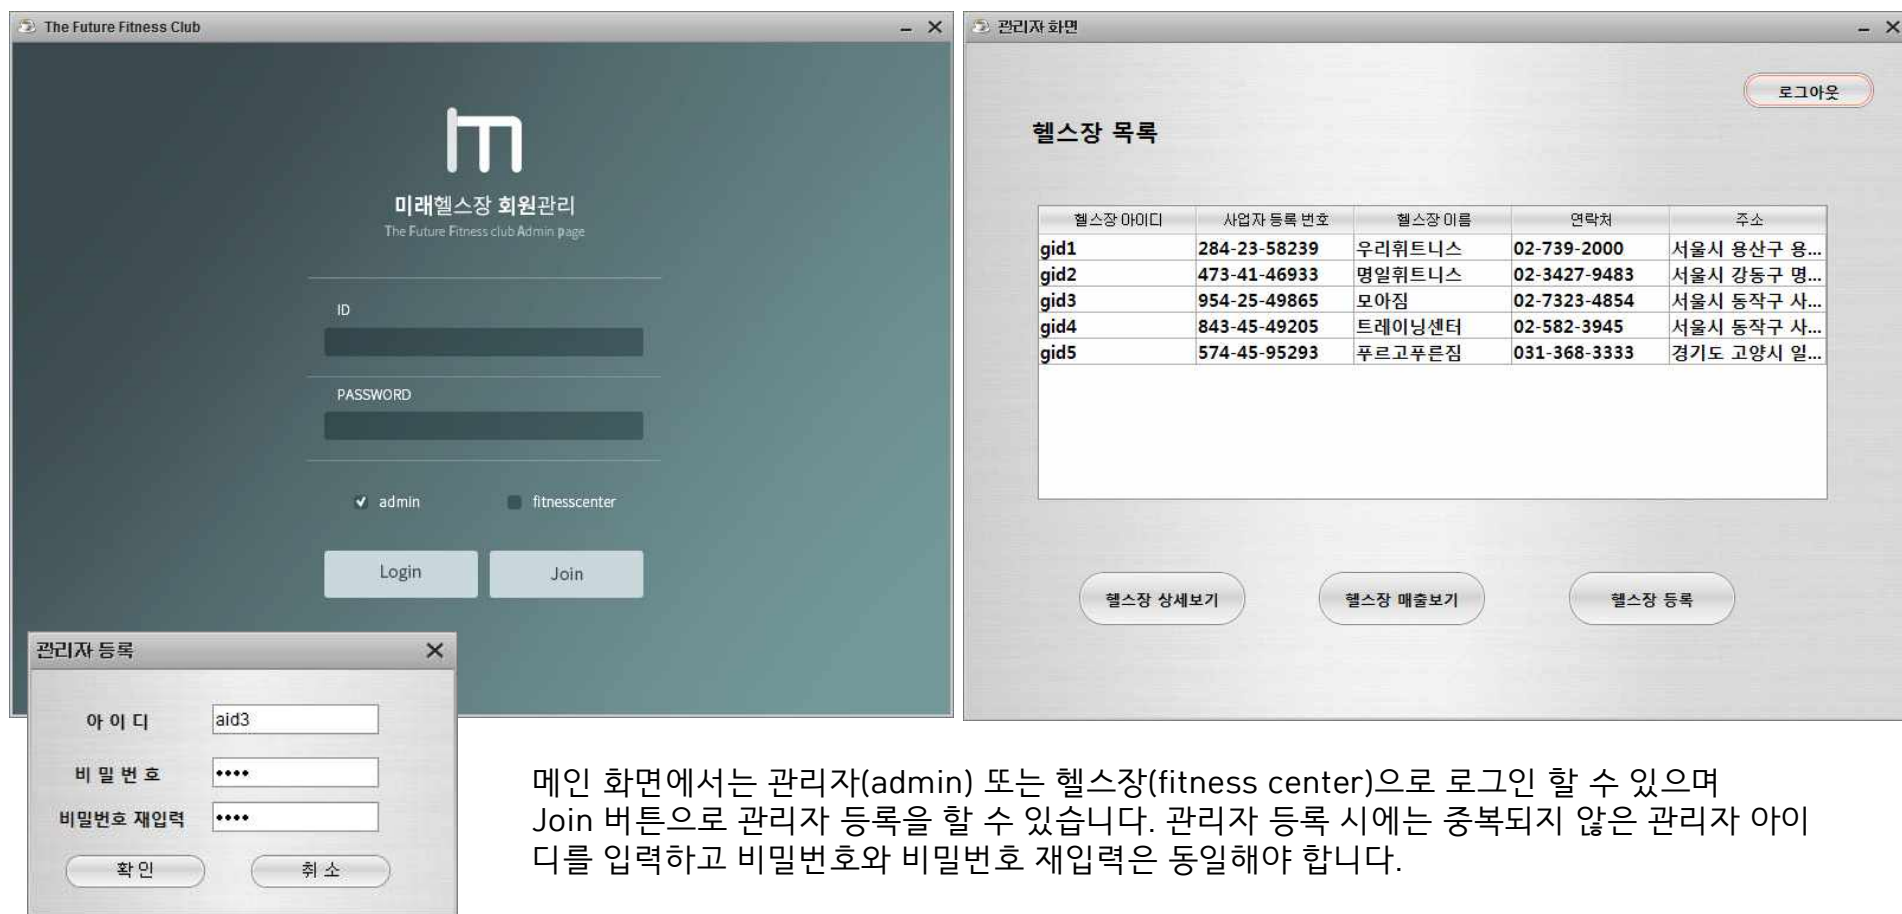 The Future Fitness Club
미래헬스장 회원관리
The Future Fitness club Admin page
ID
PASSWORD
admin
fitnesscenter
Login
Join
관리자 등록
아 이 디
aid3
비 밀 번 호
••••
비밀번호 재입력
••••
확 인
취 소
관리자 화면
로그아웃
헬스장 목록
헬스장 아이디 사업자 등록 번호 헬스장 이름 연락처 주소
gid1 284-23-58239 우리휘트니스 02-739-2000 서울시 용산구 용...
gid2 473-41-46933 명일휘트니스 02-3427-9483 서울시 강동구 명...
gid3 954-25-49865 모아짐 02-7323-4854 서울시 동작구 사...
gid4 843-45-49205 트레이닝센터 02-582-3945 서울시 동작구 사...
gid5 574-45-95293 푸르고푸른짐 031-368-3333 경기도 고양시 일...
헬스장 상세보기
헬스장 매출보기
헬스장 등록
메인 화면에서는 관리자(admin) 또는 헬스장(fitness center)으로 로그인 할 수 있으며
Join 버튼으로 관리자 등록을 할 수 있습니다. 관리자 등록 시에는 중복되지 않은 관리자 아이
디를 입력하고 비밀번호와 비밀번호 재입력은 동일해야 합니다.